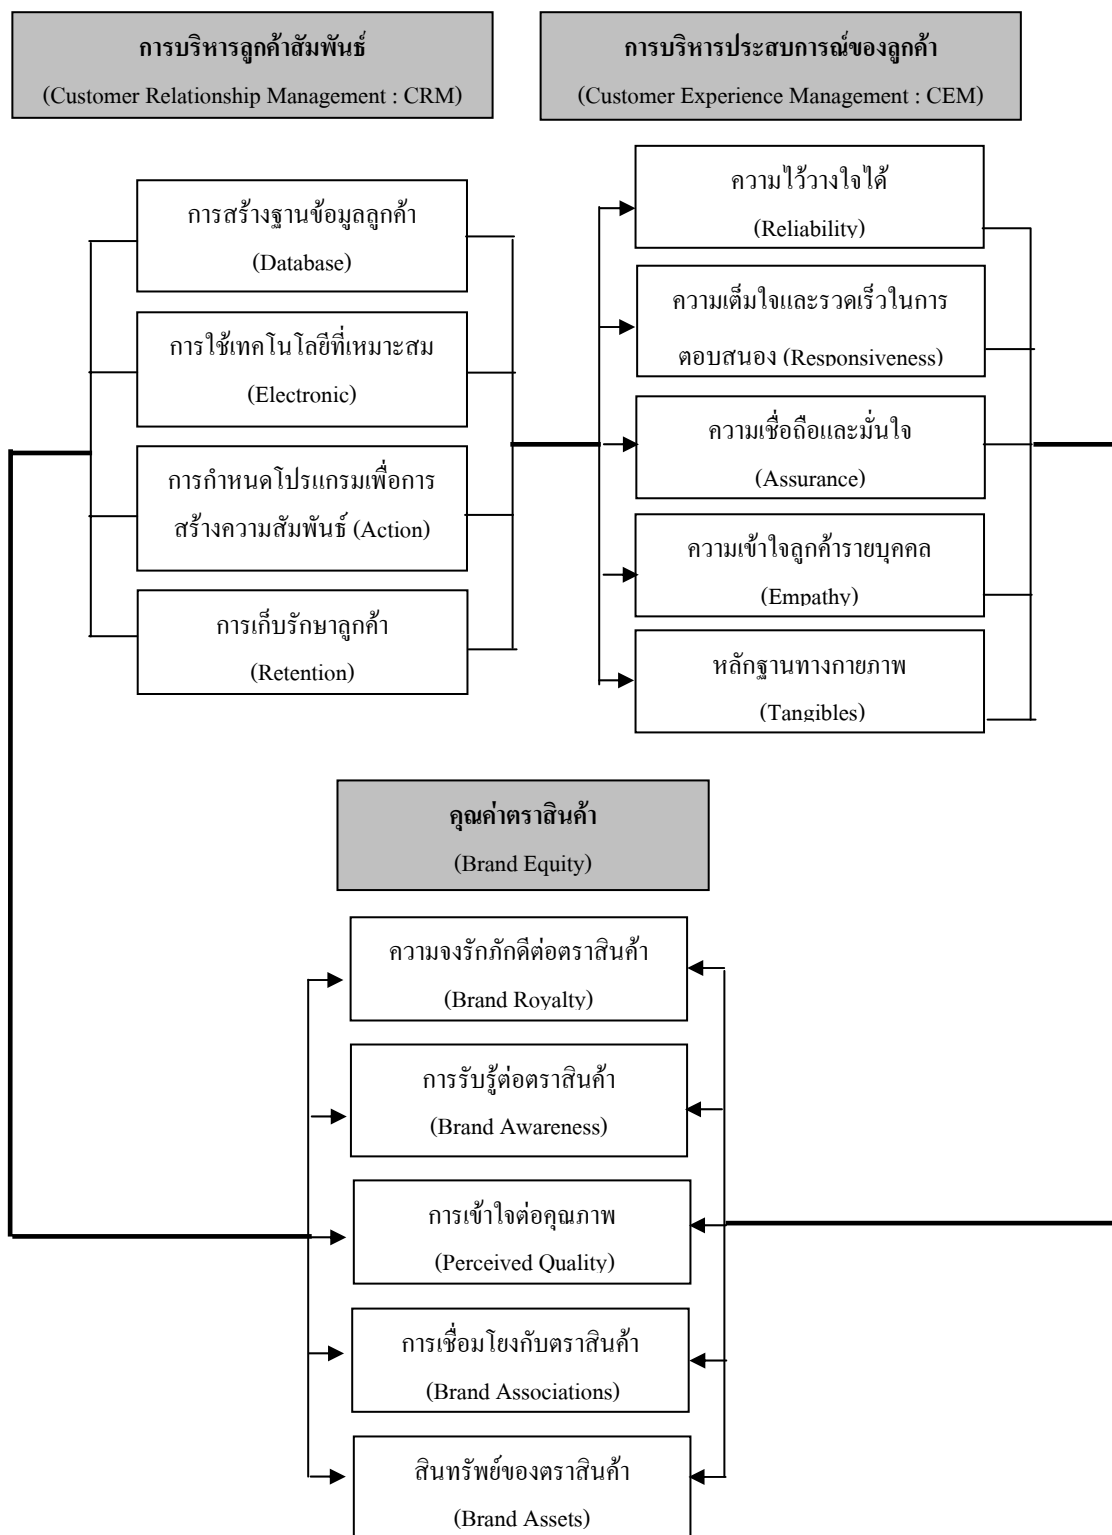 การบริหารลูกค้าสัมพันธ์
(Customer Relationship Management : CRM)
การบริหารประสบการณ์ของลูกค้า
(Customer Experience Management : CEM)
การสร้างฐานข้อมูลลูกค้า
(Database)
การใช้เทคโนโลยีที่เหมาะสม
(Electronic)
การกำหนดโปรแกรมเพื่อการ
สร้างความสัมพันธ์ (Action)
การเก็บรักษาลูกค้า
(Retention)
ความไว้วางใจได้
(Reliability)
ความเต็มใจและรวดเร็วในการ
ตอบสนอง (Responsiveness)
ความเชื่อถือและมั่นใจ
(Assurance)
ความเข้าใจลูกค้ารายบุคคล
(Empathy)
หลักฐานทางกายภาพ
(Tangibles)
คุณค่าตราสินค้า
(Brand Equity)
ความจงรักภักดีต่อตราสินค้า
(Brand Royalty)
การรับรู้ต่อตราสินค้า
(Brand Awareness)
การเข้าใจต่อคุณภาพ
(Perceived Quality)
การเชื่อมโยงกับตราสินค้า
(Brand Associations)
สินทรัพย์ของตราสินค้า
(Brand Assets)